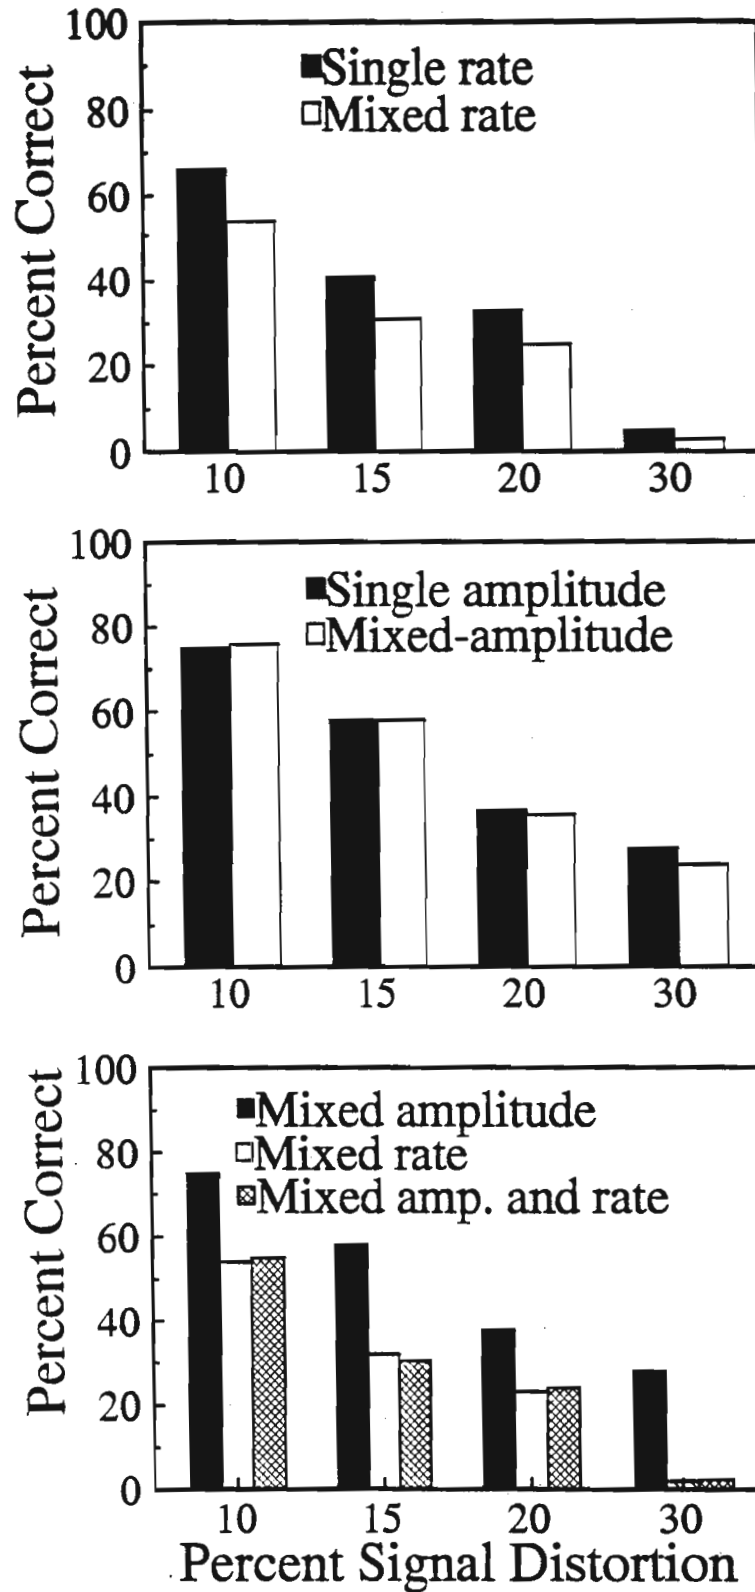 100
80
60
40
20
0
Percent Correct
Single rate
Mixed rate
10 15 20 30
100
80
60
40
20
0
Percent Correct
Single amplitude
Mixed-amplitude
10 15 20 30
100
80
60
40
20
0
Percent Correct
Mixed amplitude
Mixed rate
Mixed amp. and rate
10 15 20 30
Percent Signal Distortion